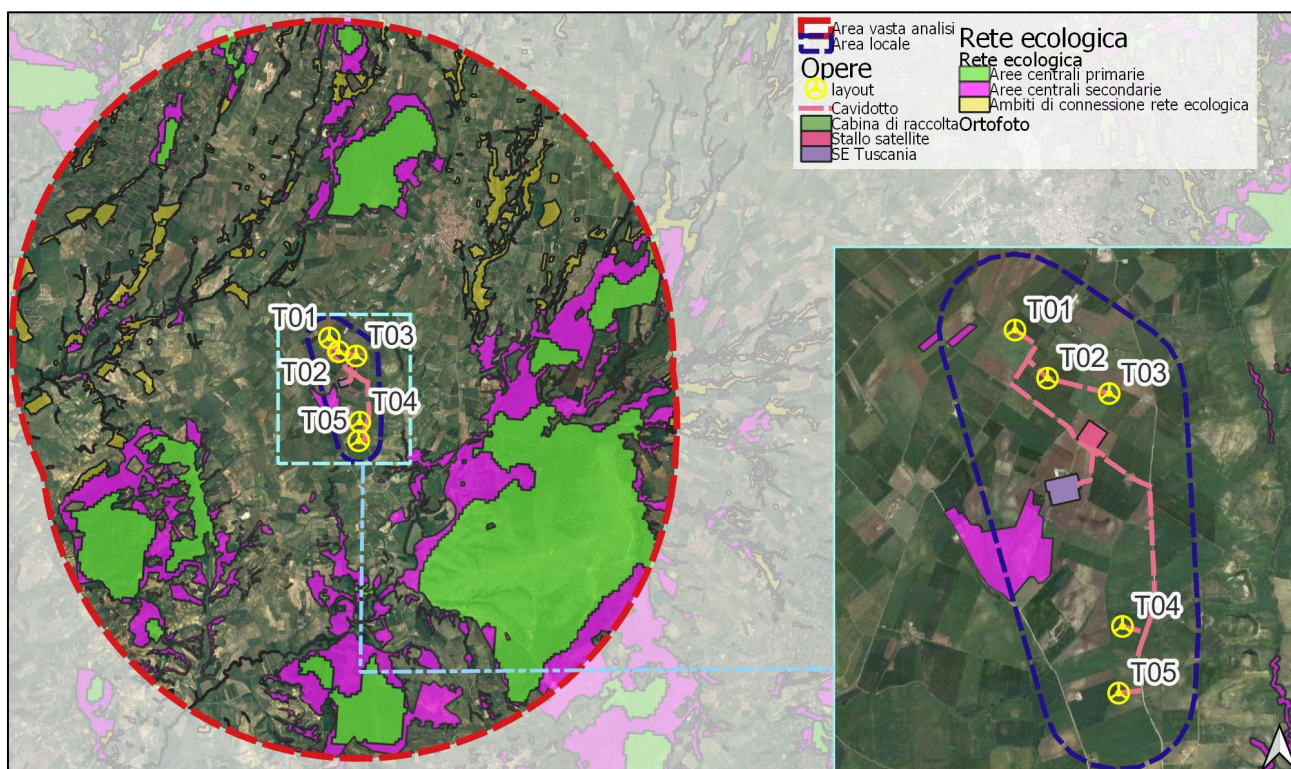 Area vasta analisi
Area locale
Opere
layout
Cavidotto
Cabina di raccolta
Stallo satellite
SE Tuscania
Rete ecologica
Rete ecologica
Aree centrali primarie
Aree centrali secondarie
Ambiti di connessione rete ecologica
Ortofoto
T01
T03
T02
T04
T05
T01
T02
T03
T04
T05